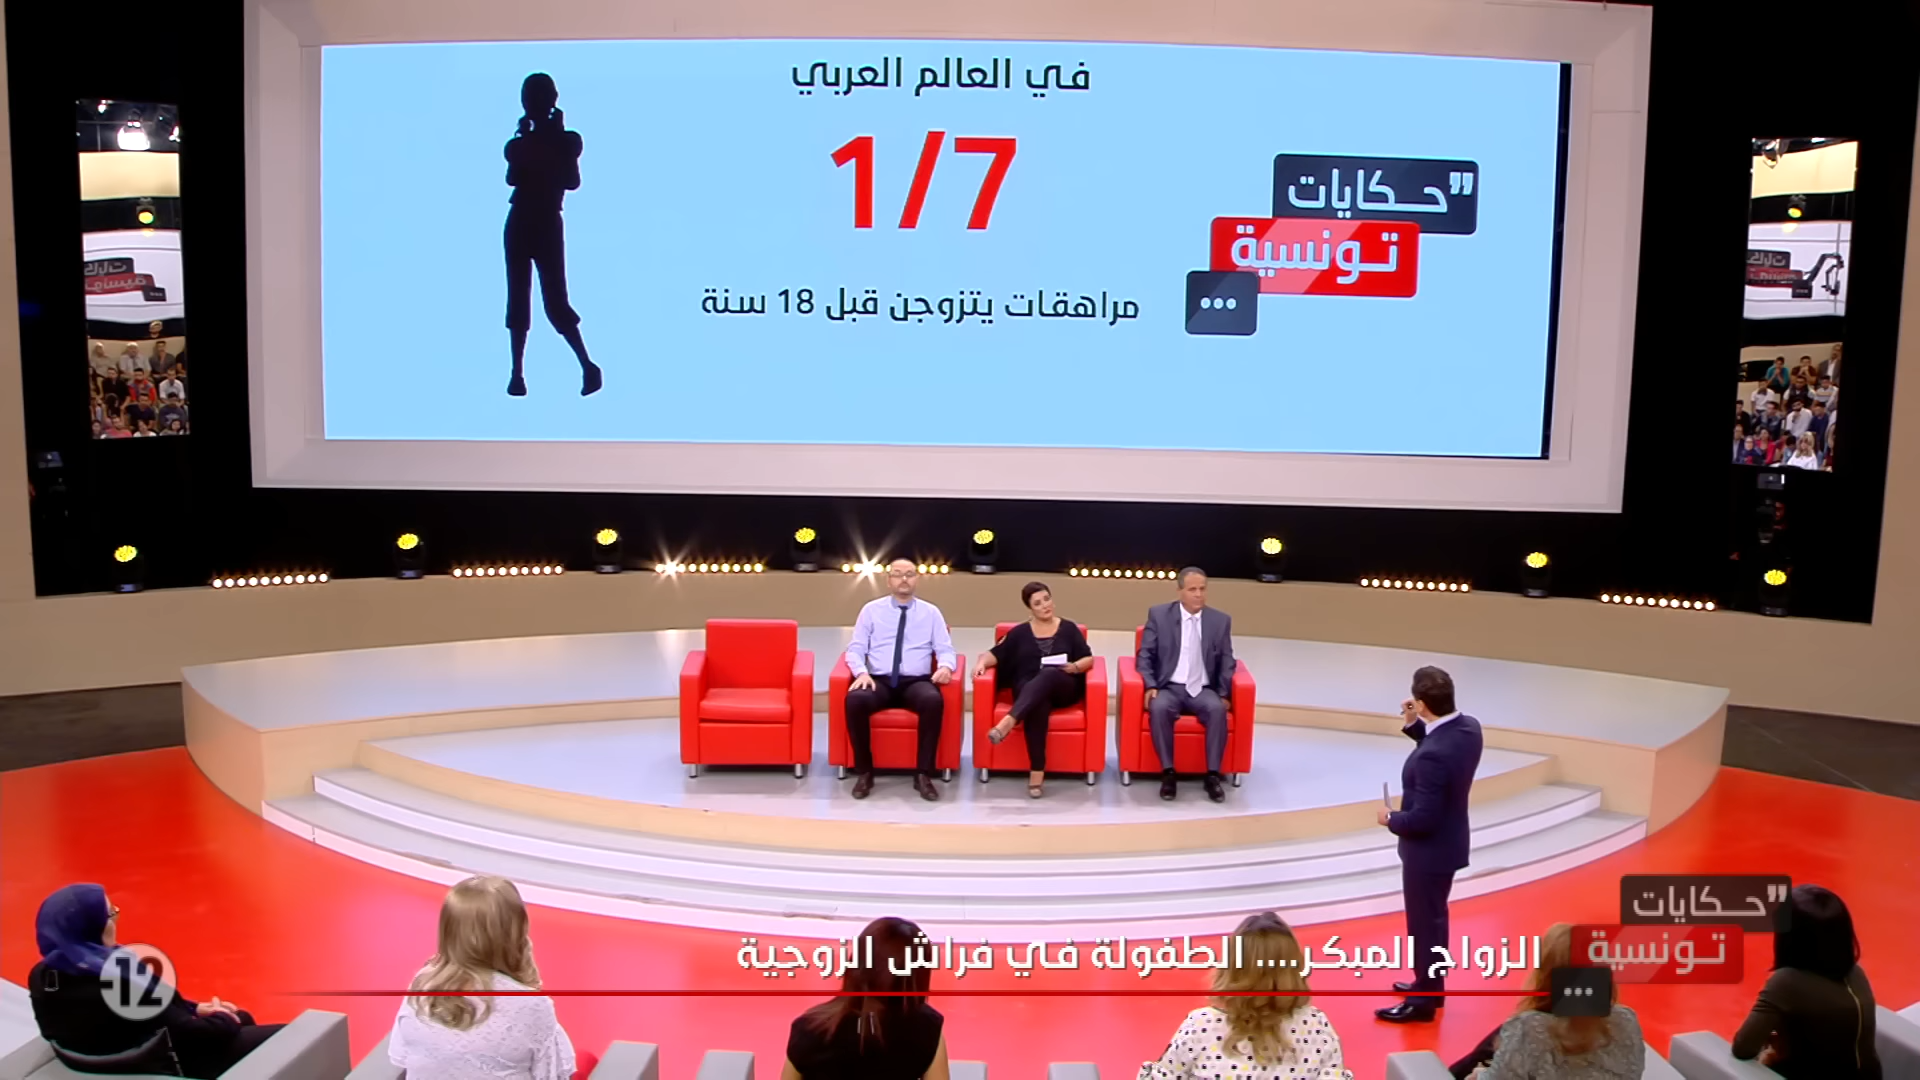 في العالم العربي
1/7
مراهقات يتزوجن قبل 18 سنة
"حكايات
تونسية
...
"حكايات
تونسية
...
الزواج المبكر.... الطفولة في فراش الزوجية
-12